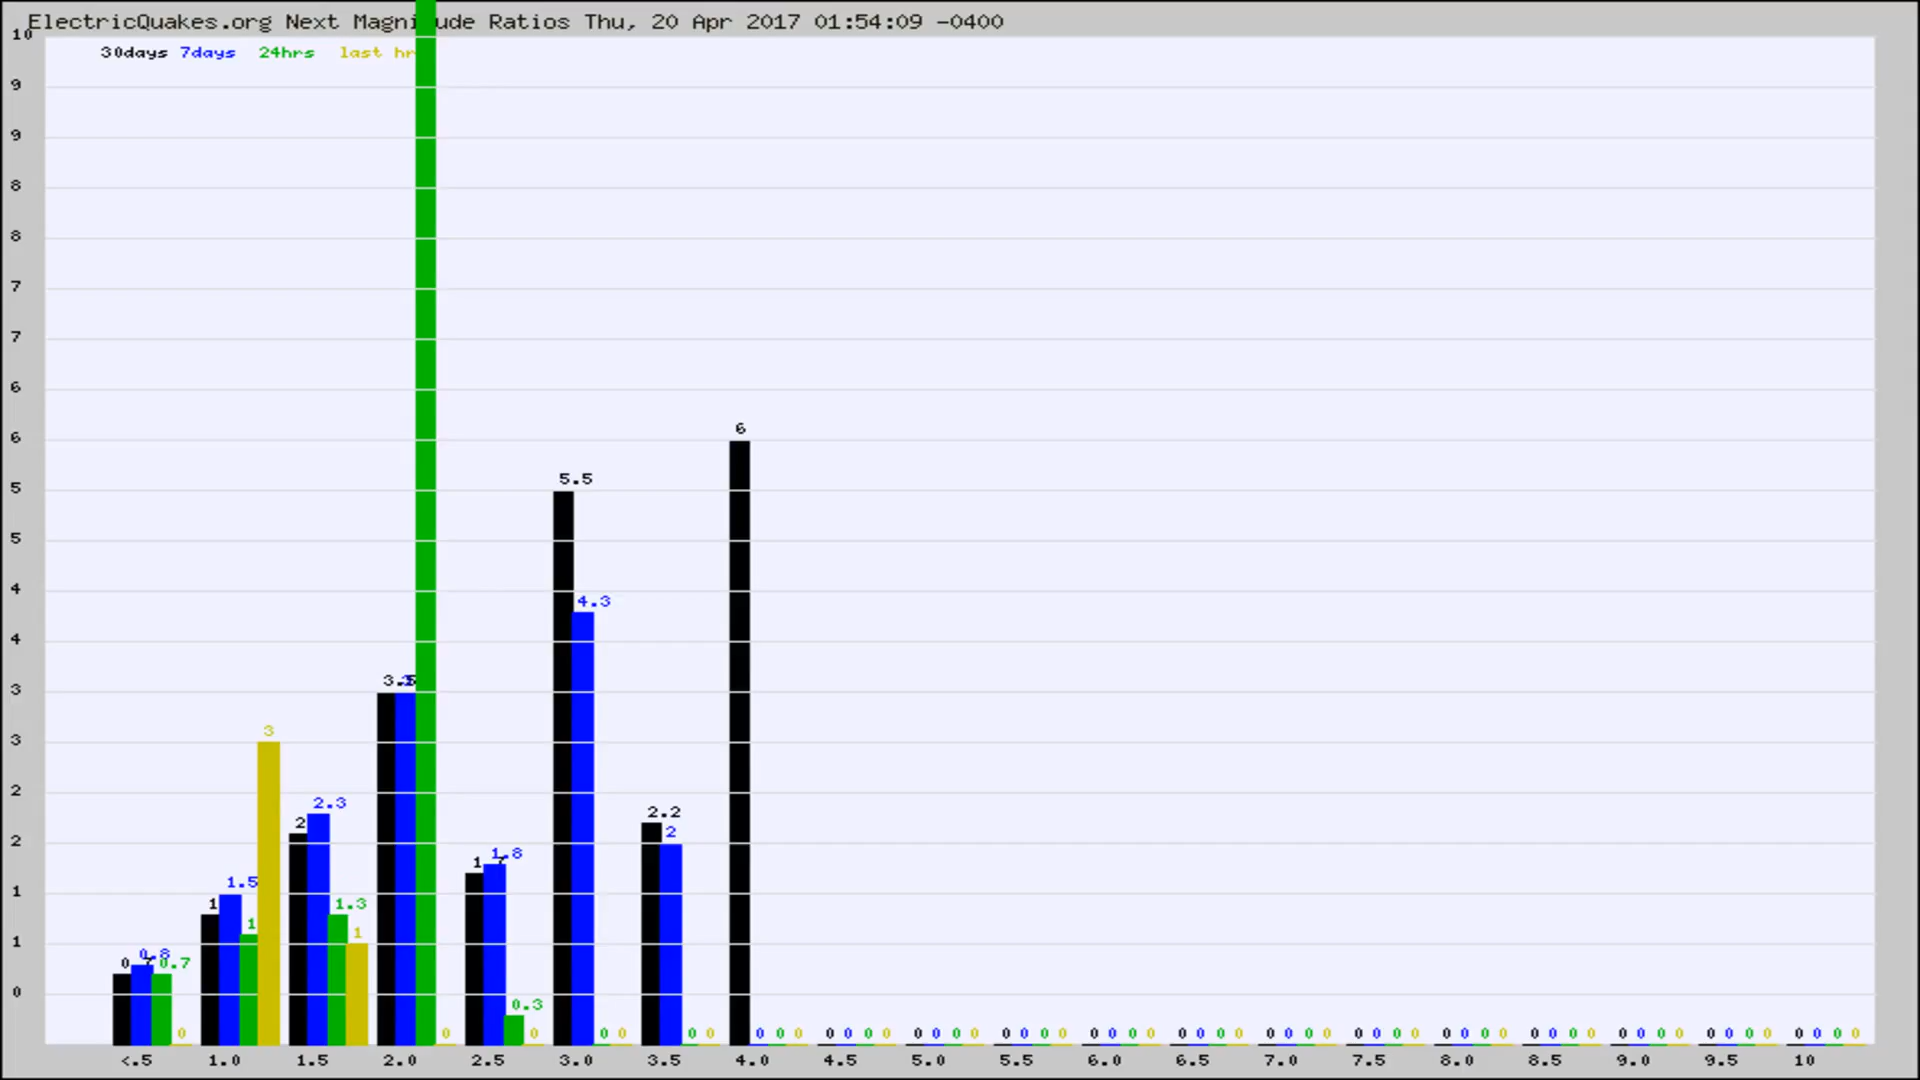 ElectricQuakes.org Next Magni ude Ratios Thu, 20 Apr 2017 01:54:09 -0400
30days 7days 24hrs last hr
10
9
9
8
8
7
7
6
6
5
5
4
4
3
3
2
2
1
1
0
6
5.5
4.3
3
2.3
2
2.2
2
1.8
1
1.5
1
1
1.3
1
0.8
0.7
0
0
0.3
0
0 0
0 0
0 0 0
0 0 0 0
0 0 0 0
0 0 0 0
0 0 0 0
0 0 0 0
0 0 0 0
0 0 0 0
0 0 0 0
0 0 0 0
0 0 0 0
0 0 0 0
0 0 0 0
<.5 1.0 1.5 2.0 2.5 3.0 3.5 4.0 4.5 5.0 5.5 6.0 6.5 7.0 7.5 8.0 8.5 9.0 9.5 10